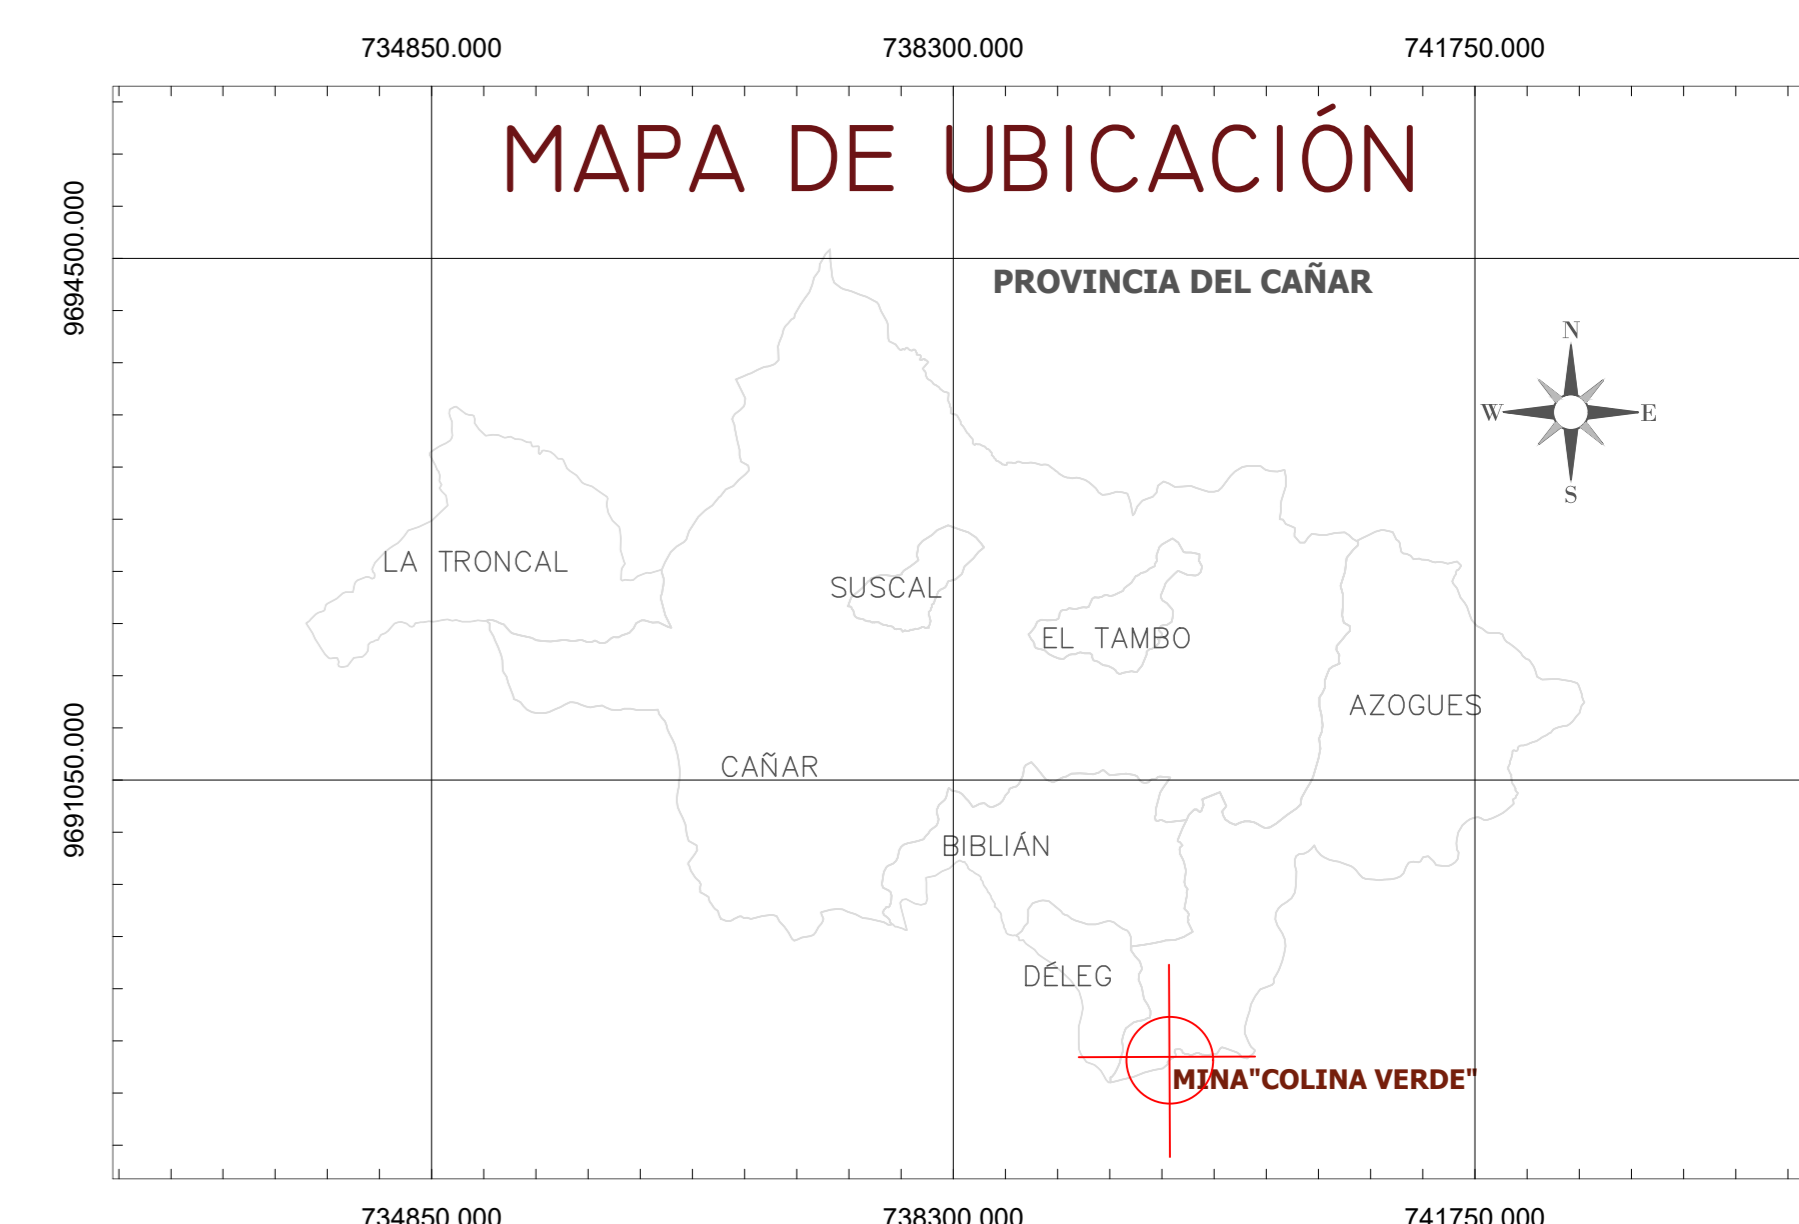 734850.000 738300.000 741750.000
MAPA DE UBICACIÓN
9694500.000
PROVINCIA DEL CAÑAR
N
W E
S
LA TRONCAL
SUSCAL
EL TAMBO
AZOGUES
9691050.000
CAÑAR
BIBLIÁN
DÉLEG
MINA"COLINA VERDE"
734850.000 738300.000 741750.000